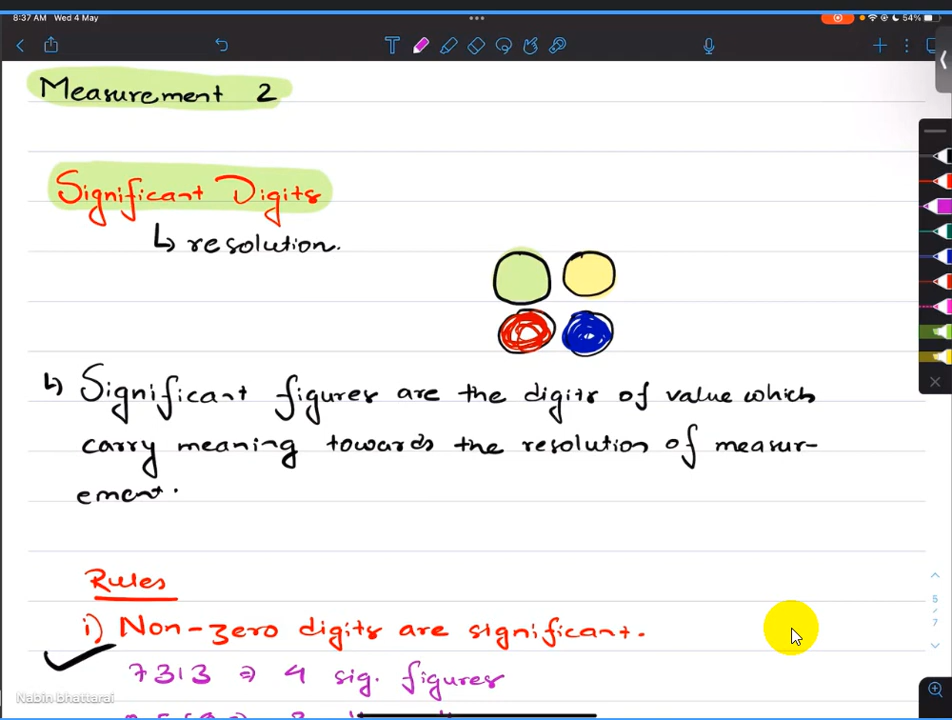 8:37 AM Wed 4 May
54%
Measurement 2
Significant Digits
↳ resolution.
↳ Significant figures are the digits of value which
carry meaning towards the resolution of measur-
ement.
Rules
i) Non-zero digits are significant.
7313 ⇒ 4 sig. figures
Nabin bhattarai
5
/
7